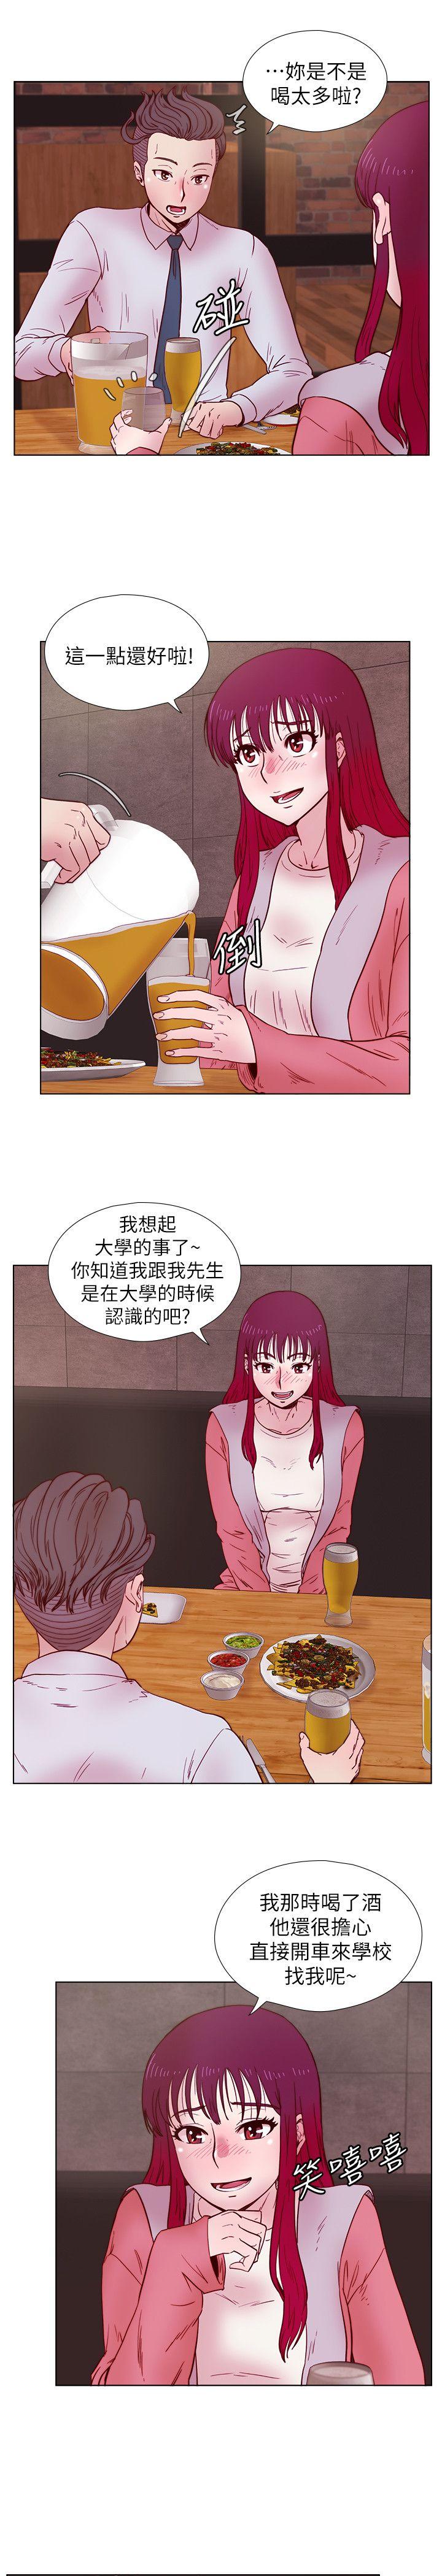 …妳是不是
喝太多啦?
碰
這一點還好啦!
倒
我想起
大學的事了~
你知道我跟我先生
是在大學的時候
認識的吧?
我那時喝了酒
他還很擔心
直接開車來學校
找我呢~
笑嘻嘻